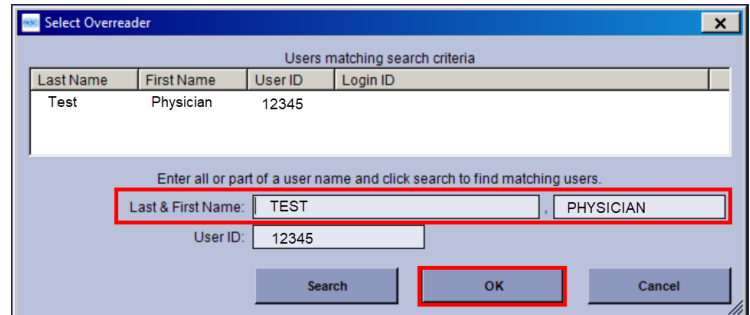 Select Overreader
Users matching search criteria
Last Name First Name User ID Login ID
Test Physician 12345
Enter all or part of a user name and click search to find matching users.
Last & First Name: TEST , PHYSICIAN
User ID: 12345
Search OK Cancel